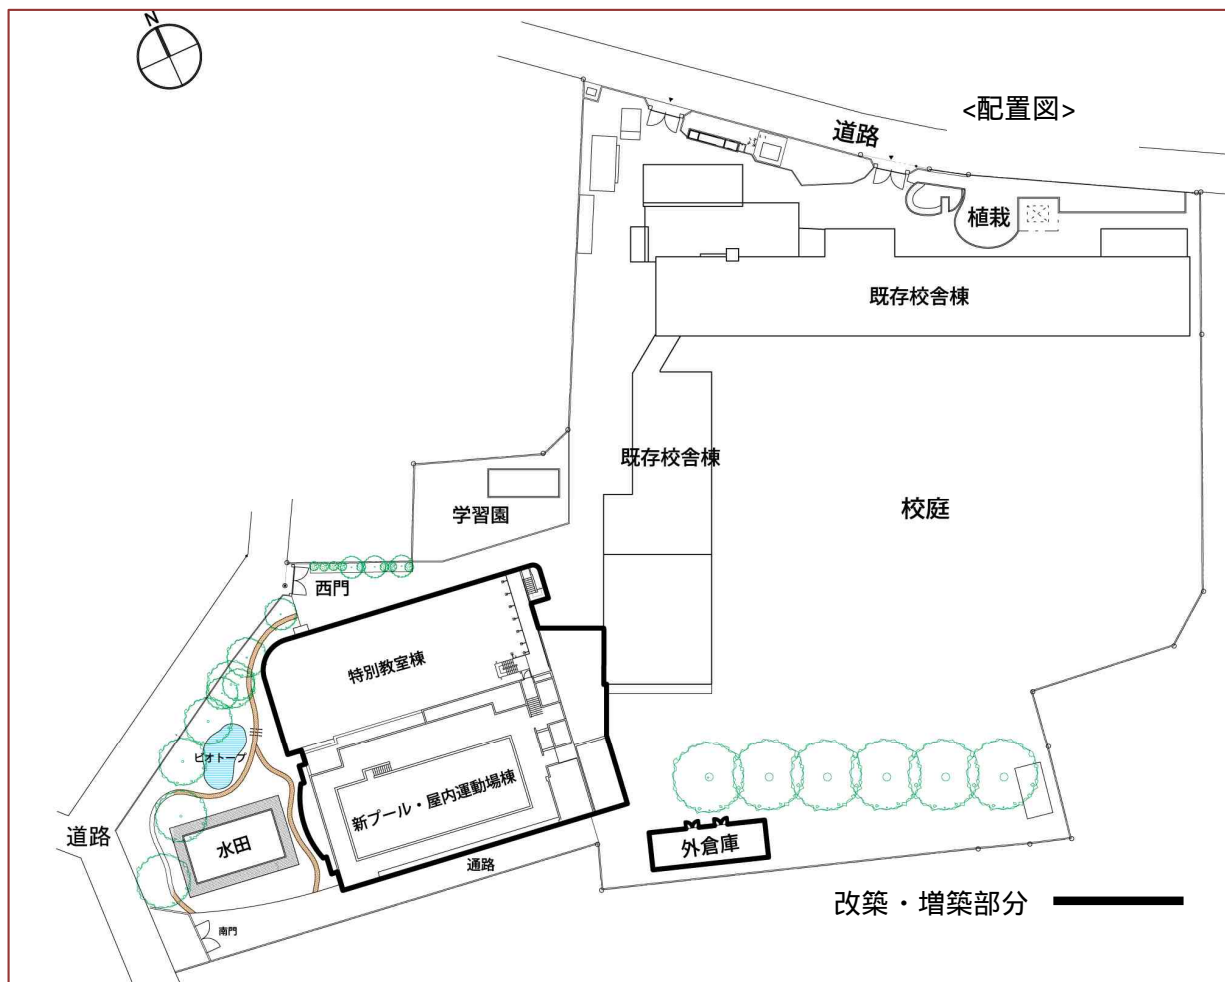 N
<配置図>
道路
植栽
既存校舎棟
既存校舎棟
校庭
学習園
西門
特別教室棟
ビオトープ
新プール・屋内運動場棟
道路
水田
外倉庫
通路
改築・増築部分
南門